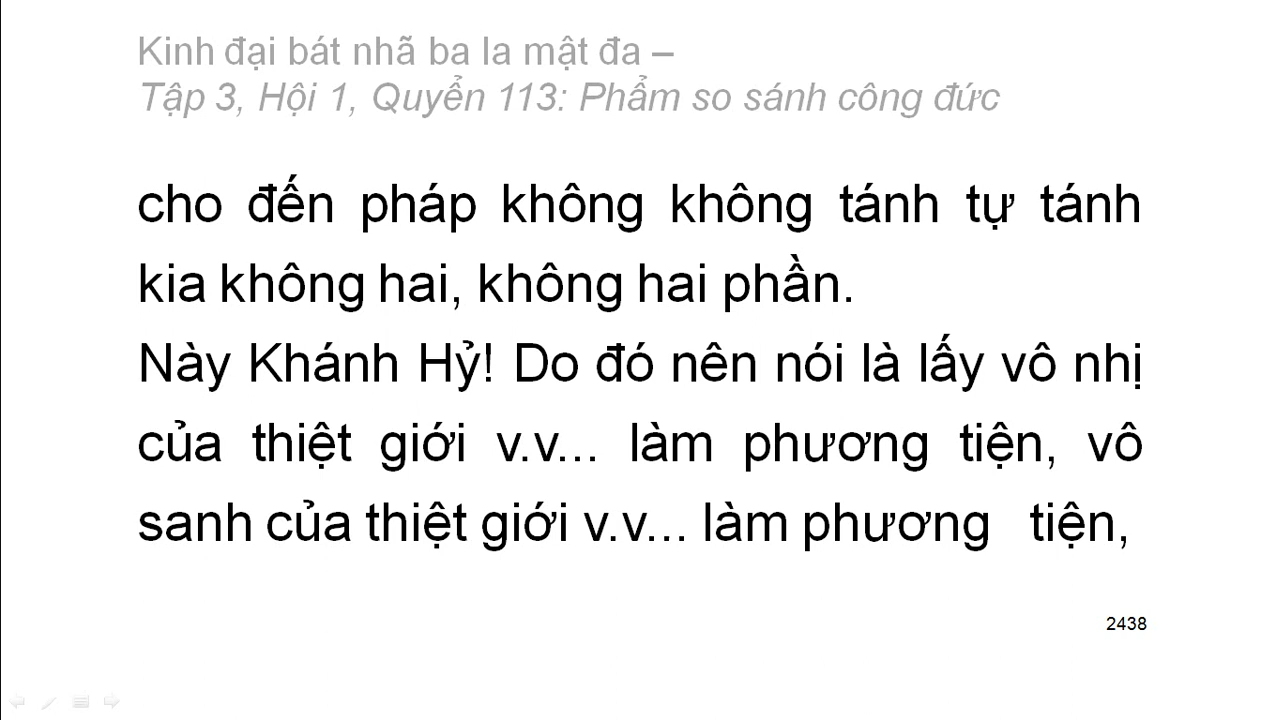 Kinh đại bát nhã ba la mật đa –
Tập 3, Hội 1, Quyển 113: Phẩm so sánh công đức
cho đến pháp không không tánh tự tánh
kia không hai, không hai phần.
Này Khánh Hỷ! Do đó nên nói là lấy vô nhị
của thiệt giới v.v... làm phương tiện, vô
sanh của thiệt giới v.v... làm phương tiện,
2438